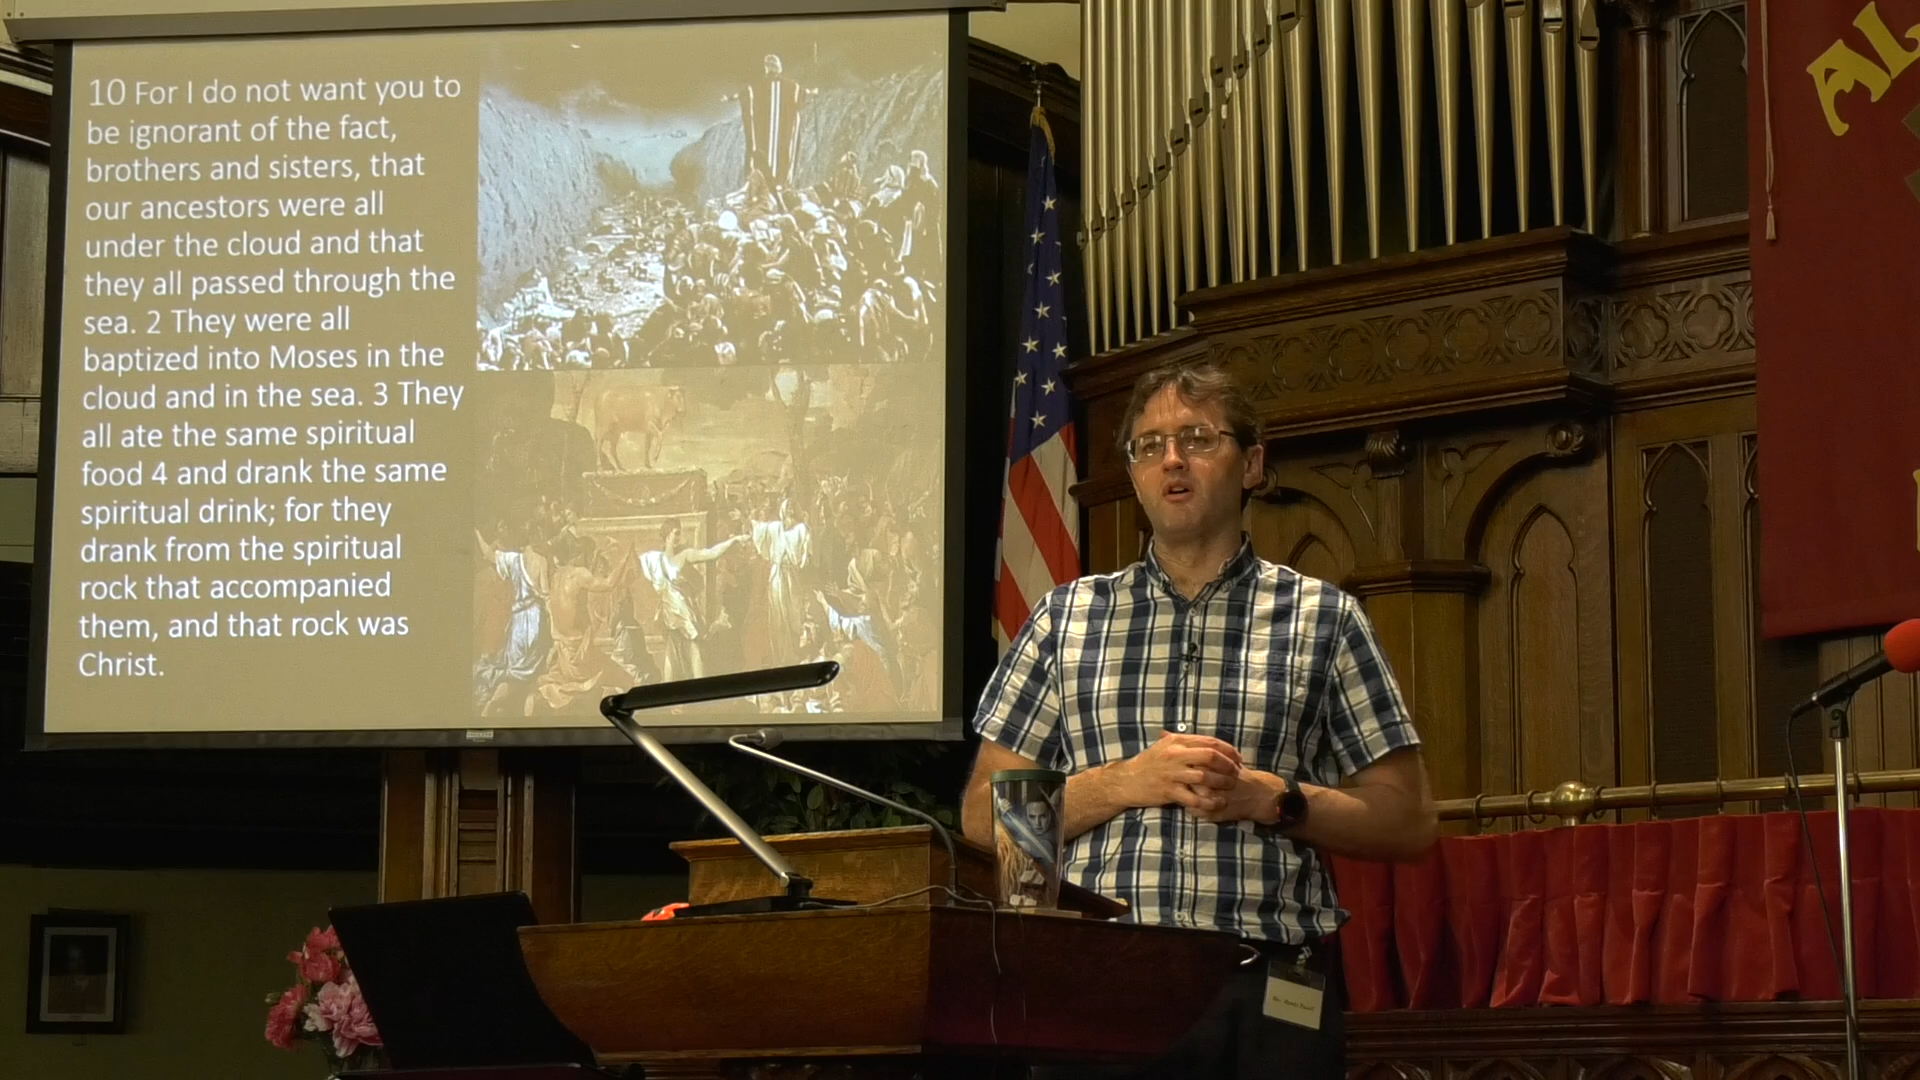 10 For I do not want you to
be ignorant of the fact,
brothers and sisters, that
our ancestors were all
under the cloud and that
they all passed through the
sea. 2 They were all
baptized into Moses in the
cloud and in the sea. 3 They
all ate the same spiritual
food 4 and drank the same
spiritual drink; for they
drank from the spiritual
rock that accompanied
them, and that rock was
Christ.
AL